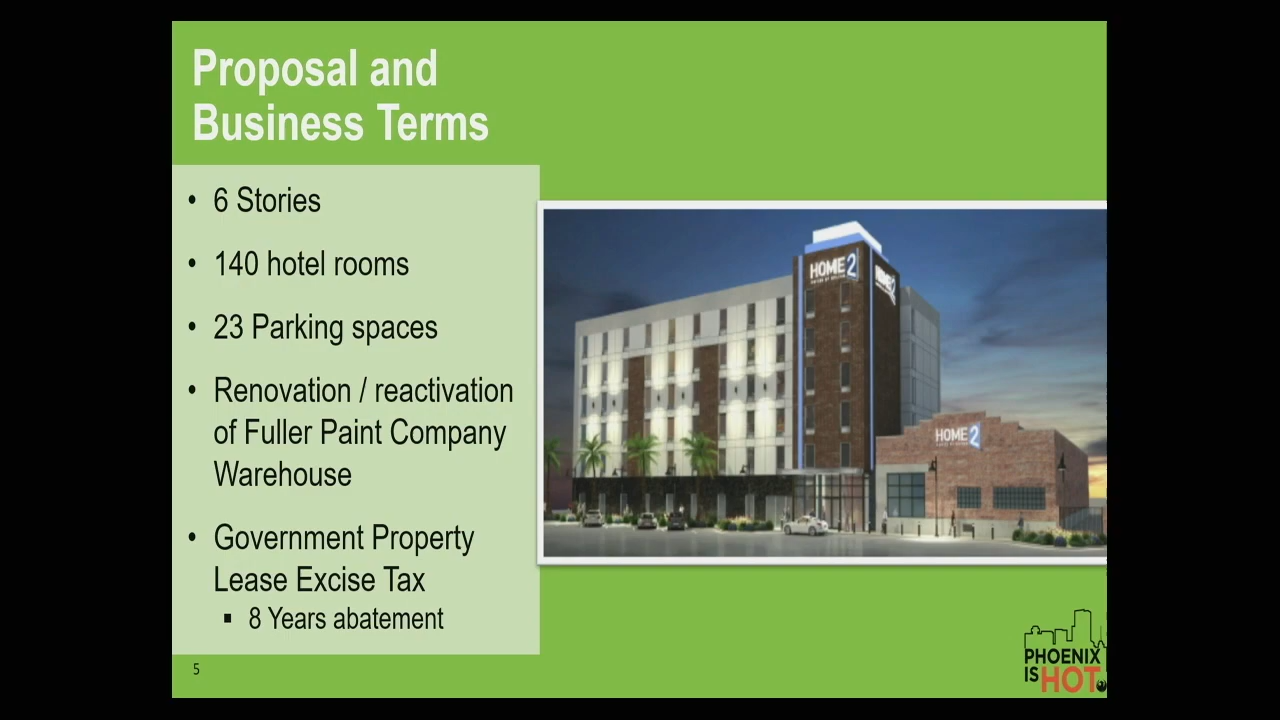 Proposal and
Business Terms
• 6 Stories
• 140 hotel rooms
• 23 Parking spaces
• Renovation / reactivation
of Fuller Paint Company
Warehouse
• Government Property
Lease Excise Tax
▪ 8 Years abatement
HOME2
HOME2
HOME2
5
PHOENIX
IS HOT